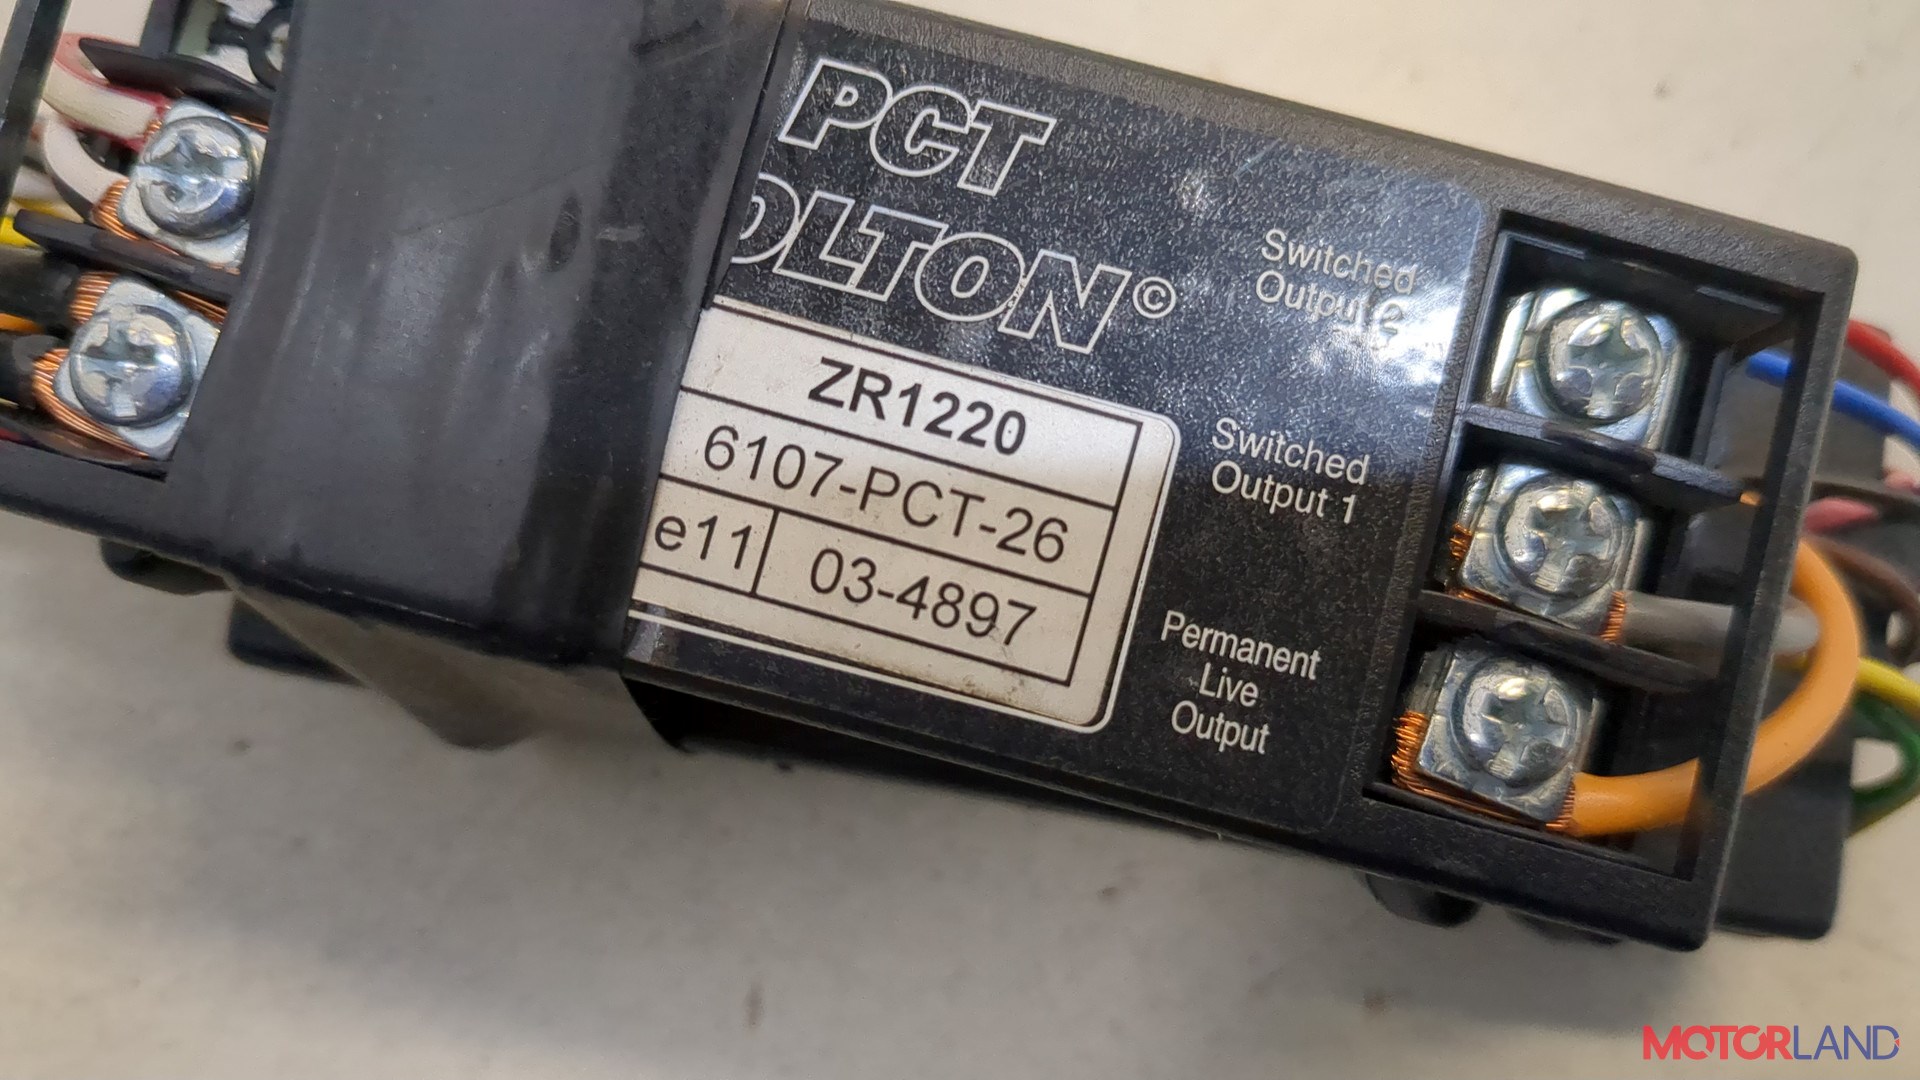 PCT
OLTON©
ZR1220
6107-PCT-26
e11 03-4897
Switched
Output 2
Switched
Output 1
Permanent
Live
Output
MOTORLAND